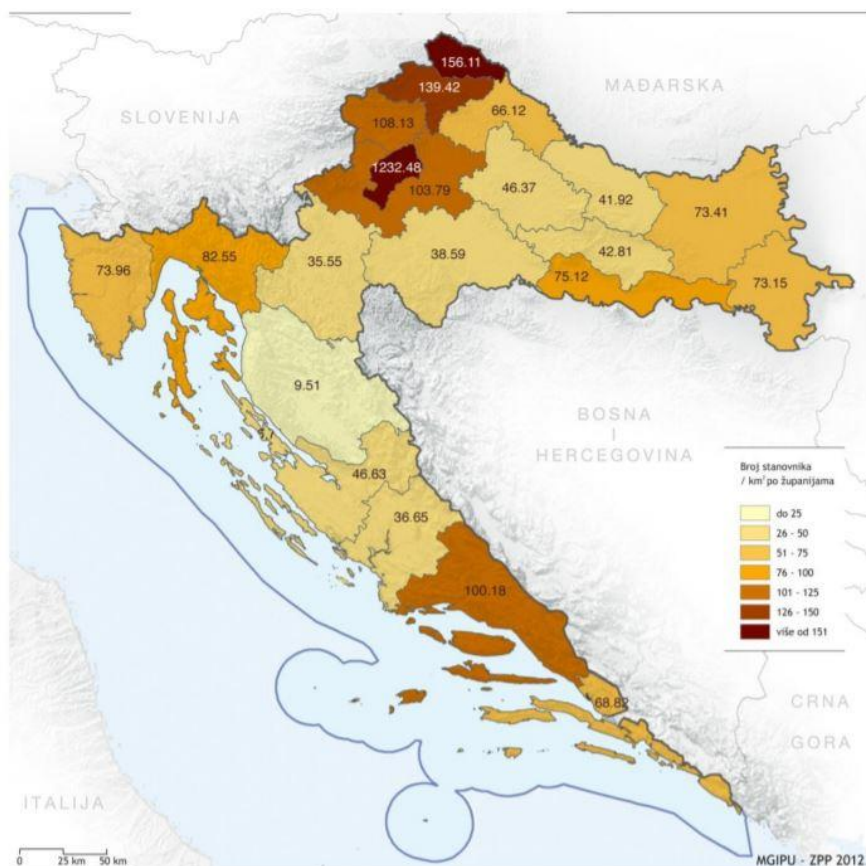 156.11
139.42
MAĐARSKA
SLOVENIJA
108.13
66.12
1232.48
103.79
46.37
41.92
73.41
82.55
42.81
73.96
35.55
38.59
75.12
73.15
9.51
BOSNA
I
HERCEGOVINA
46.63
36.65
Broj stanovnika
/ km² po županijama
do 25
26 - 50
51 - 75
76 - 100
101 - 125
126 - 150
više od 151
100.18
68.82
CRNA
GORA
ITALIJA
0 25 km 50 km
MGIPU - ZPP 2012